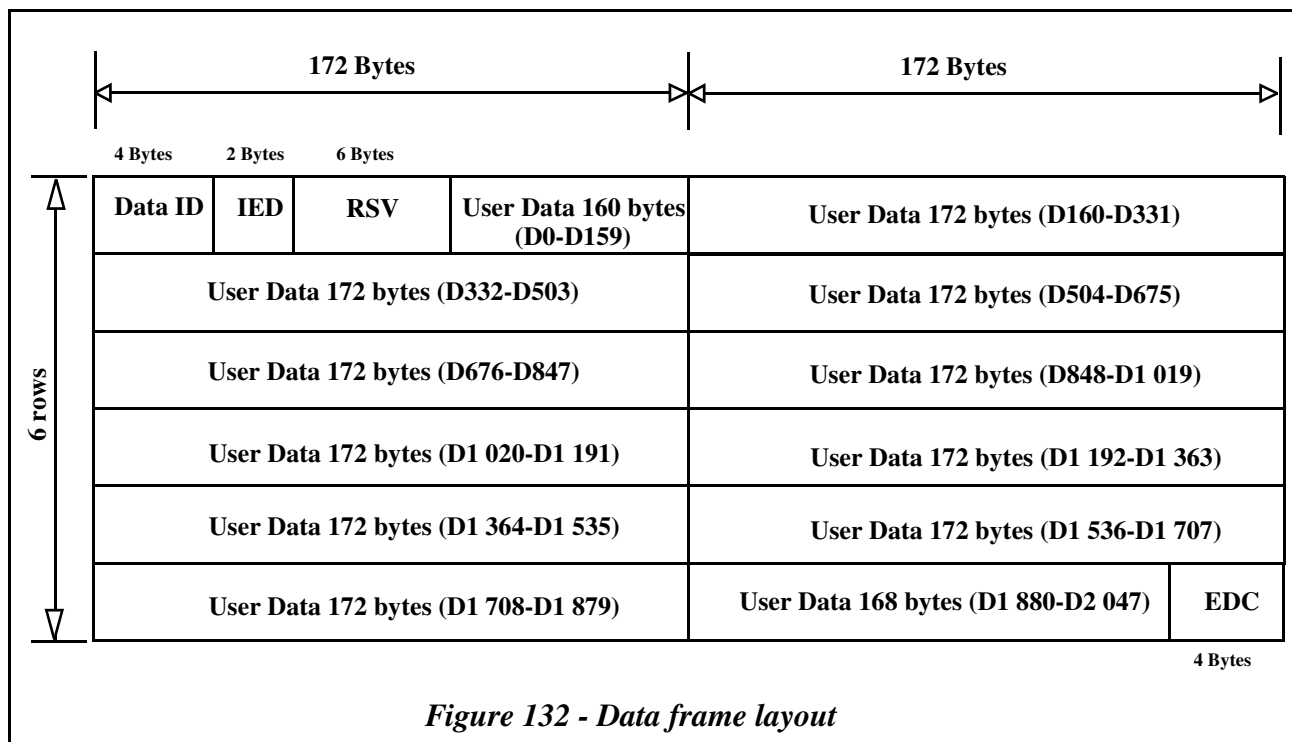 172 Bytes
172 Bytes
4 Bytes
2 Bytes
6 Bytes
Data ID
IED
RSV
User Data 160 bytes
(D0-D159)
User Data 172 bytes (D160-D331)
User Data 172 bytes (D332-D503)
User Data 172 bytes (D504-D675)
User Data 172 bytes (D676-D847)
User Data 172 bytes (D848-D1 019)
6 rows
User Data 172 bytes (D1 020-D1 191)
User Data 172 bytes (D1 192-D1 363)
User Data 172 bytes (D1 364-D1 535)
User Data 172 bytes (D1 536-D1 707)
User Data 172 bytes (D1 708-D1 879)
User Data 168 bytes (D1 880-D2 047)
EDC
4 Bytes
Figure 132 - Data frame layout